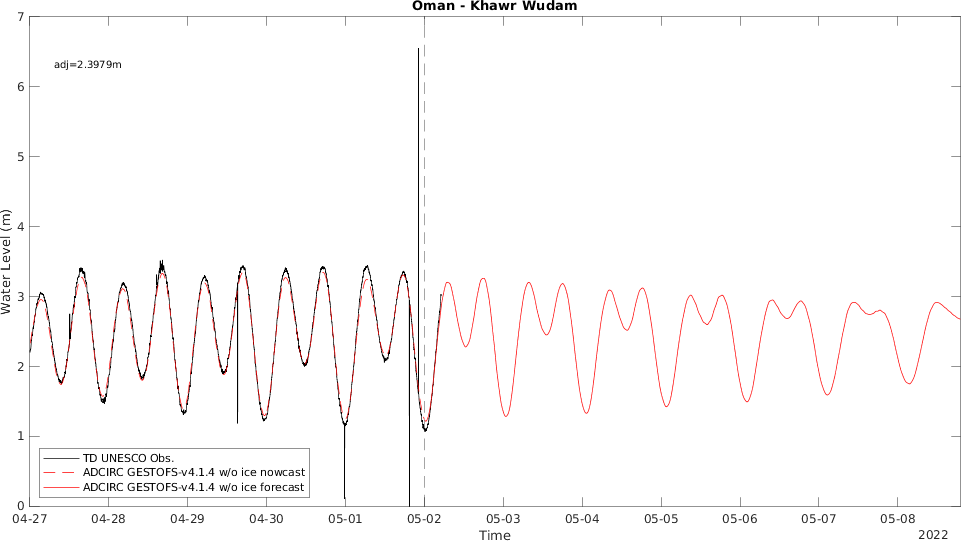 Oman - Khawr Wudam
7
adj=2.3979m
6
5
4
3
2
1
0
Water Level (m)
TD UNESCO Obs.
ADCIRC GESTOFS-v4.1.4 w/o ice nowcast
ADCIRC GESTOFS-v4.1.4 w/o ice forecast
04-27 04-28 04-29 04-30 05-01 05-02 05-03 05-04 05-05 05-06 05-07 05-08
Time
2022